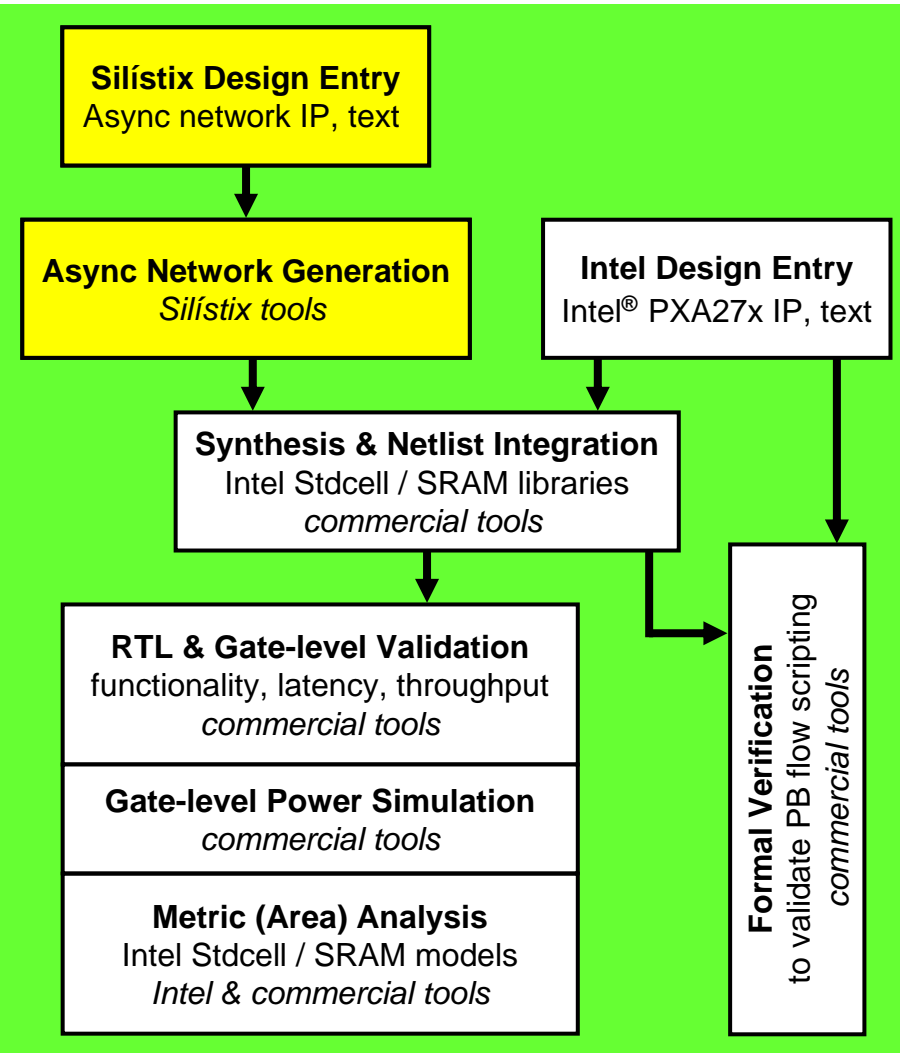 Silístix Design Entry
Async network IP, text
Async Network Generation
Silístix tools
Intel Design Entry
Intel® PXA27x IP, text
Synthesis & Netlist Integration
Intel Stdcell / SRAM libraries
commercial tools
RTL & Gate-level Validation
functionality, latency, throughput
commercial tools
Gate-level Power Simulation
commercial tools
Metric (Area) Analysis
Intel Stdcell / SRAM models
Intel & commercial tools
Formal Verification
to validate PB flow scripting
commercial tools